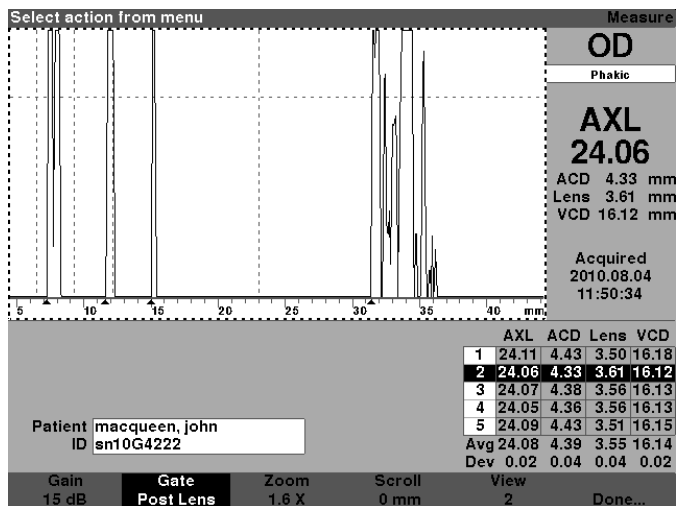 Select action from menu Measure
OD
Phakic
AXL
24.06
ACD 4.33 mm
Lens 3.61 mm
VCD 16.12 mm
Acquired
2010.08.04
11:50:34
5 10 15 20 25 30 35 40 mm
AXL ACD Lens VCD
1 24.11 4.43 3.50 16.18
2 24.06 4.33 3.61 16.12
3 24.07 4.38 3.56 16.13
4 24.05 4.36 3.56 16.13
5 24.09 4.43 3.51 16.15
Avg 24.08 4.39 3.55 16.14
Dev 0.02 0.04 0.04 0.02
Patient macqueen, john
ID sn10G4222
Gain Gate Zoom Scroll View
15 dB Post Lens 1.6 X 0 mm 2 Done...